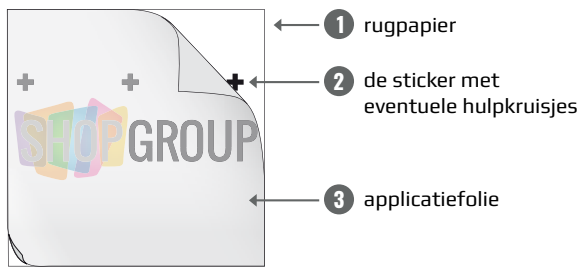 1 rugpapier
2 de sticker met
eventuele hulpkruisjes
SHOPGROUP
3 applicatiefolie